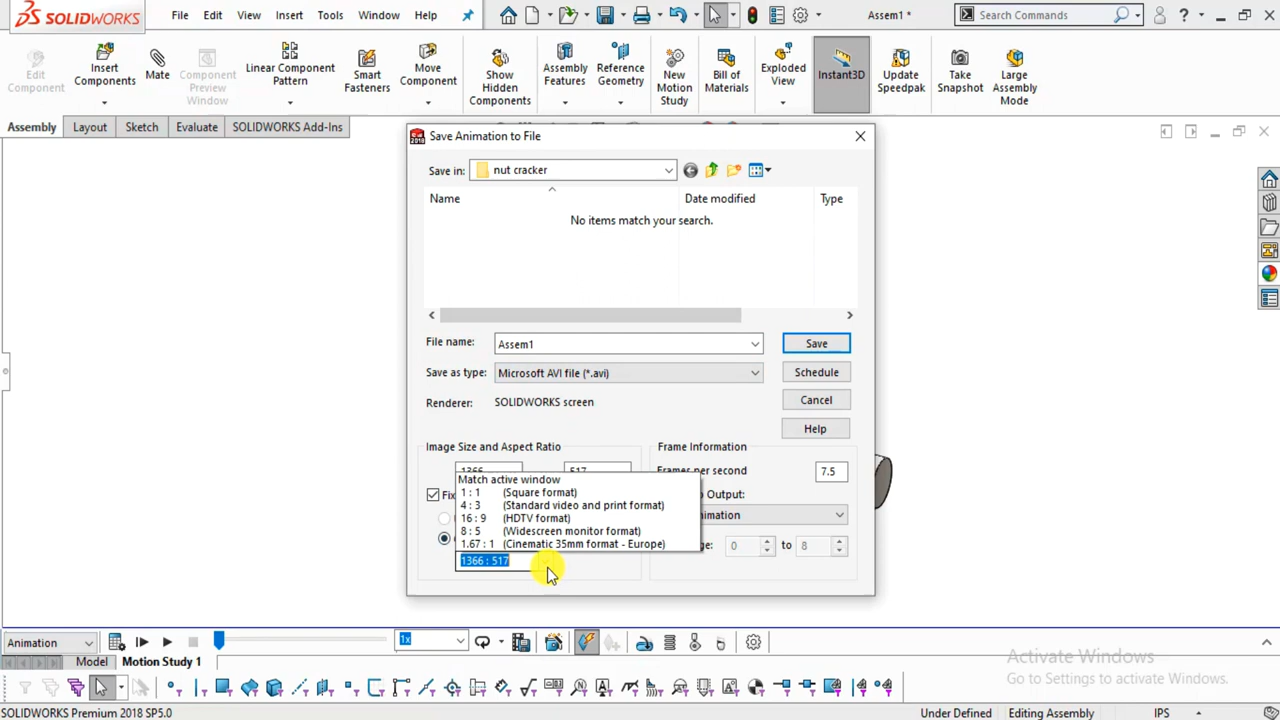 SOLIDWORKS File Edit View Insert Tools Window Help Assem1 * Search Commands ?
Edit Component
Insert Components
Mate
Component Preview Window
Linear Component Pattern
Smart Fasteners
Move Component
Show Hidden Components
Assembly Features
Reference Geometry
New Motion Study
Bill of Materials
Exploded View
Instant3D
Update Speedpak
Take Snapshot
Large Assembly Mode
Assembly Layout Sketch Evaluate SOLIDWORKS Add-Ins
Save Animation to File
Save in: nut cracker
Name Date modified Type
No items match your search.
File name: Assem1 Save
Save as type: Microsoft AVI file (*.avi) Schedule
Renderer: SOLIDWORKS screen Cancel
Help
Image Size and Aspect Ratio Frame Information
1366 517 Frames per second 7.5
Match active window
1 : 1 (Square format)
4 : 3 (Standard video and print format)
16 : 9 (HDTV format)
8 : 5 (Widescreen monitor format)
1.67 : 1 (Cinematic 35mm format - Europe)
1366 : 517
Fix
Output:
nimation
0 to 8
Animation 1x
Model Motion Study 1
Activate Windows
Go to Settings to activate Windows.
SOLIDWORKS Premium 2018 SP5.0 Under Defined Editing Assembly IPS